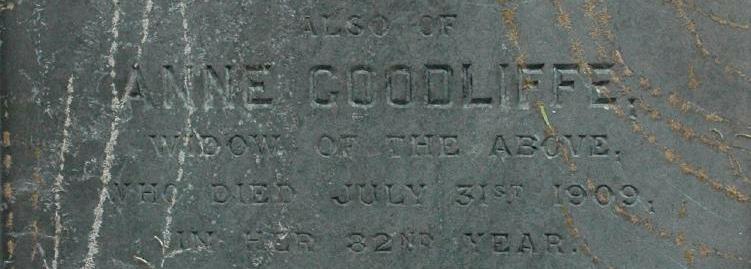 ALSO OF
ANNE GOODLIFFE,
WIDOW OF THE ABOVE,
WHO DIED JULY 31ST 1909,
IN HER 82ND YEAR.